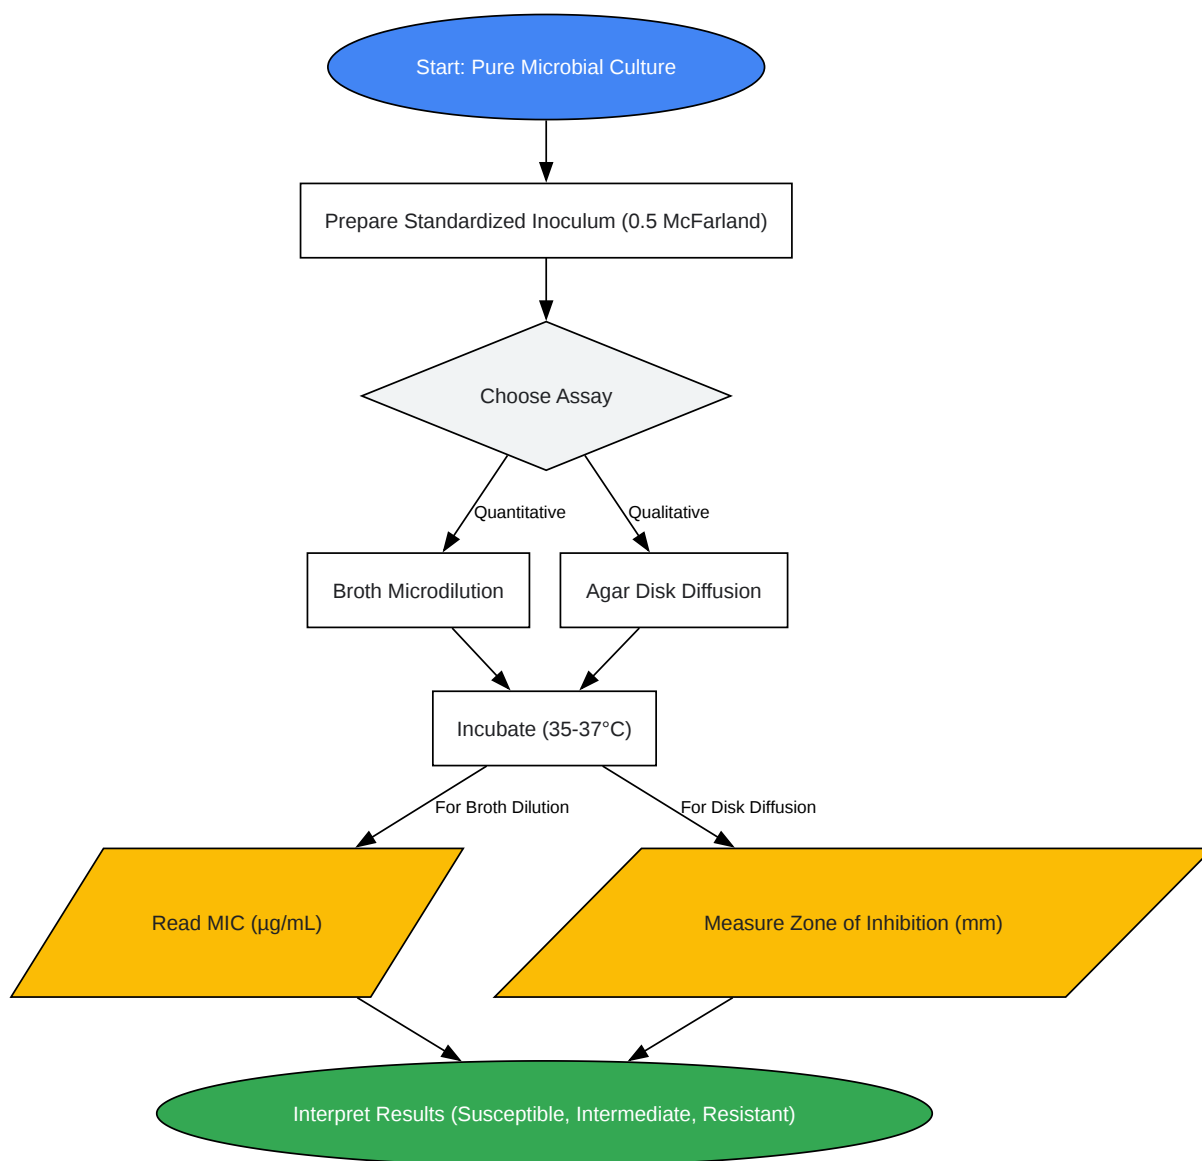 Start: Pure Microbial Culture
Prepare Standardized Inoculum (0.5 McFarland)
Choose Assay
Quantitative
Qualitative
Broth Microdilution
Agar Disk Diffusion
Incubate (35-37°C)
For Broth Dilution
For Disk Diffusion
Read MIC (µg/mL)
Measure Zone of Inhibition (mm)
Interpret Results (Susceptible, Intermediate, Resistant)